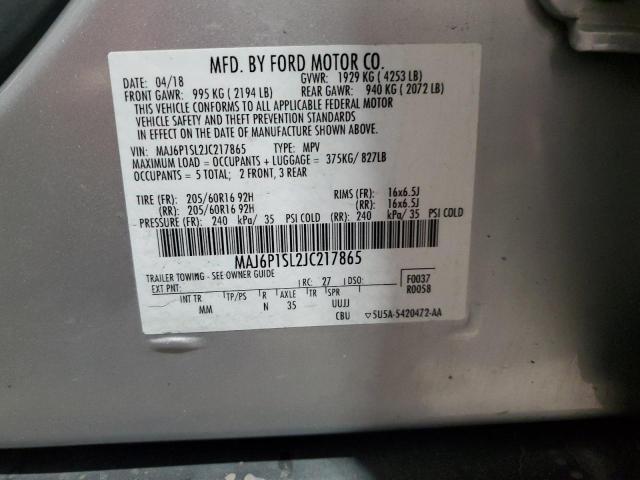 MFD. BY FORD MOTOR CO.
DATE: 04/18 GVWR: 1929 KG ( 4253 LB)
FRONT GAWR: 995 KG ( 2194 LB) REAR GAWR: 940 KG ( 2072 LB)
THIS VEHICLE CONFORMS TO ALL APPLICABLE FEDERAL MOTOR
VEHICLE SAFETY AND THEFT PREVENTION STANDARDS
IN EFFECT ON THE DATE OF MANUFACTURE SHOWN ABOVE.
VIN: MAJ6P1SL2JC217865 TYPE: MPV
MAXIMUM LOAD = OCCUPANTS + LUGGAGE = 375KG/ 827LB
OCCUPANTS = 5 TOTAL; 2 FRONT, 3 REAR
TIRE (FR): 205/60R16 92H RIMS (FR): 16x6.5J
(RR): 205/60R16 92H (RR): 16x6.5J
PRESSURE (FR): 240 kPa/ 35 PSI COLD (RR): 240 kPa/ 35 PSI COLD
MAJ6P1SL2JC217865
TRAILER TOWING - SEE OWNER GUIDE
EXT PNT: RC: 27 DSO: F0037
INT TR TP/PS R AXLE TR SPR R0058
MM N 35 UUJJ
CBU ▽5U5A-5420472-AA